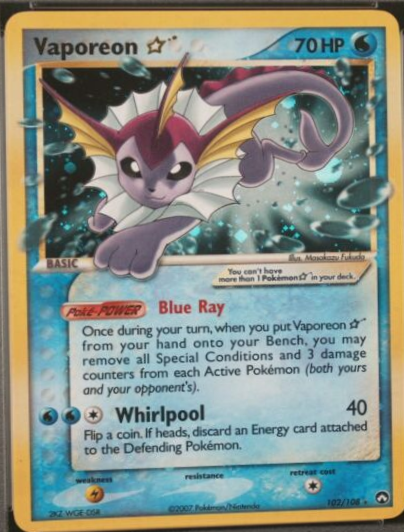 Vaporeon ☆
70 HP
Illus. Masakazu Fukuda
BASIC
You can't have
more than 1 Pokémon☆ in your deck.
Poké-POWER Blue Ray
Once during your turn, when you put Vaporeon ☆
from your hand onto your Bench, you may
remove all Special Conditions and 3 damage
counters from each Active Pokémon (both yours
and your opponent's).
Whirlpool 40
Flip a coin. If heads, discard an Energy card attached
to the Defending Pokémon.
weakness resistance retreat cost
102/108
©2007 Pokémon/Nintendo